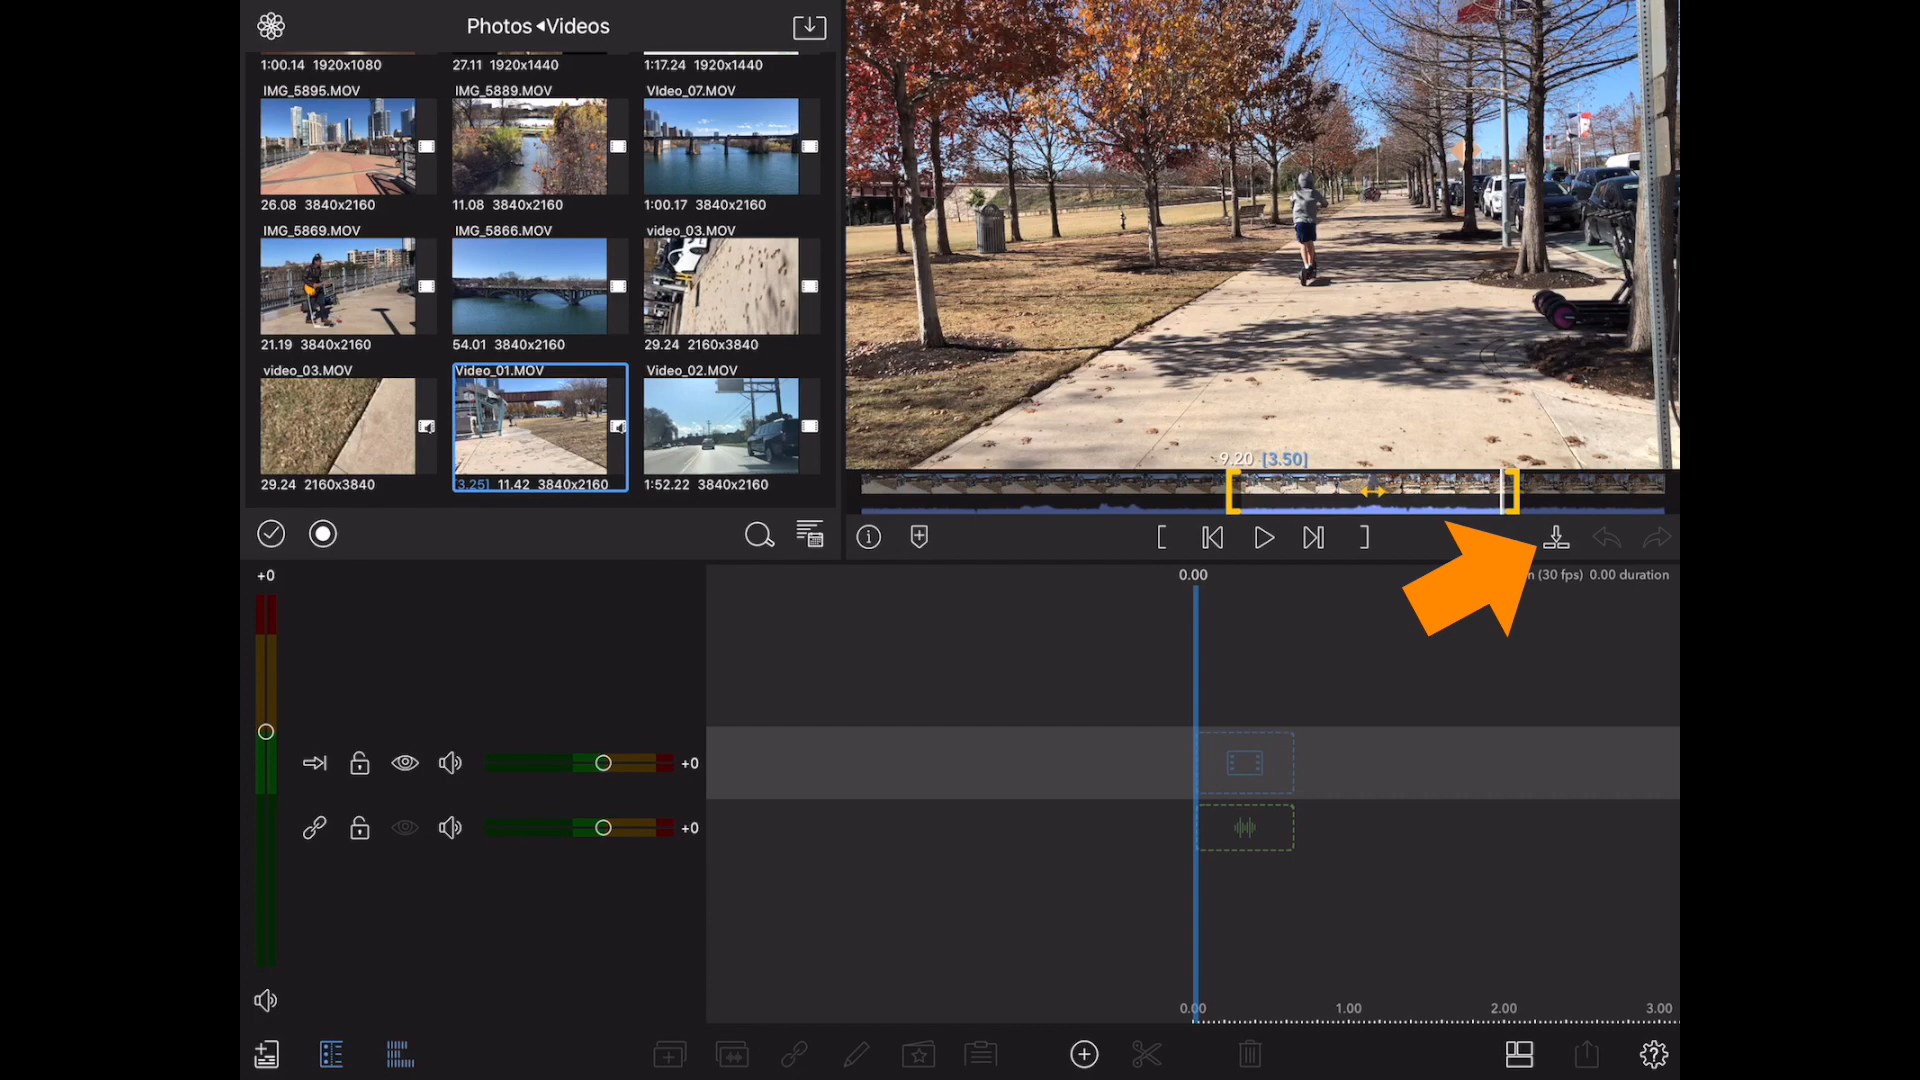 Photos ◂Videos
1:00.14 1920x1080
27.11 1920x1440
1:17.24 1920x1440
IMG_5895.MOV
IMG_5889.MOV
VIdeo_07.MOV
26.08 3840x2160
11.08 3840x2160
1:00.17 3840x2160
IMG_5869.MOV
IMG_5866.MOV
video_03.MOV
21.19 3840x2160
54.01 3840x2160
29.24 2160x3840
video_03.MOV
Video_01.MOV
Video_02.MOV
29.24 2160x3840
[3.25] 11.42 3840x2160
1:52.22 3840x2160
9.20 [3.50]
+0
0.00
(30 fps) 0.00 duration
+0
+0
0.00
1.00
2.00
3.00